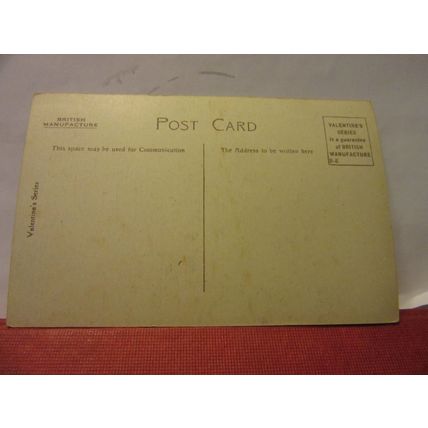 BRITISH
MANUFACTURE
POST CARD
This space may be used for Communication
The Address to be written here
VALENTINE'S
SERIES
is a guarantee
of BRITISH
MANUFACTURE
Valentine's Series